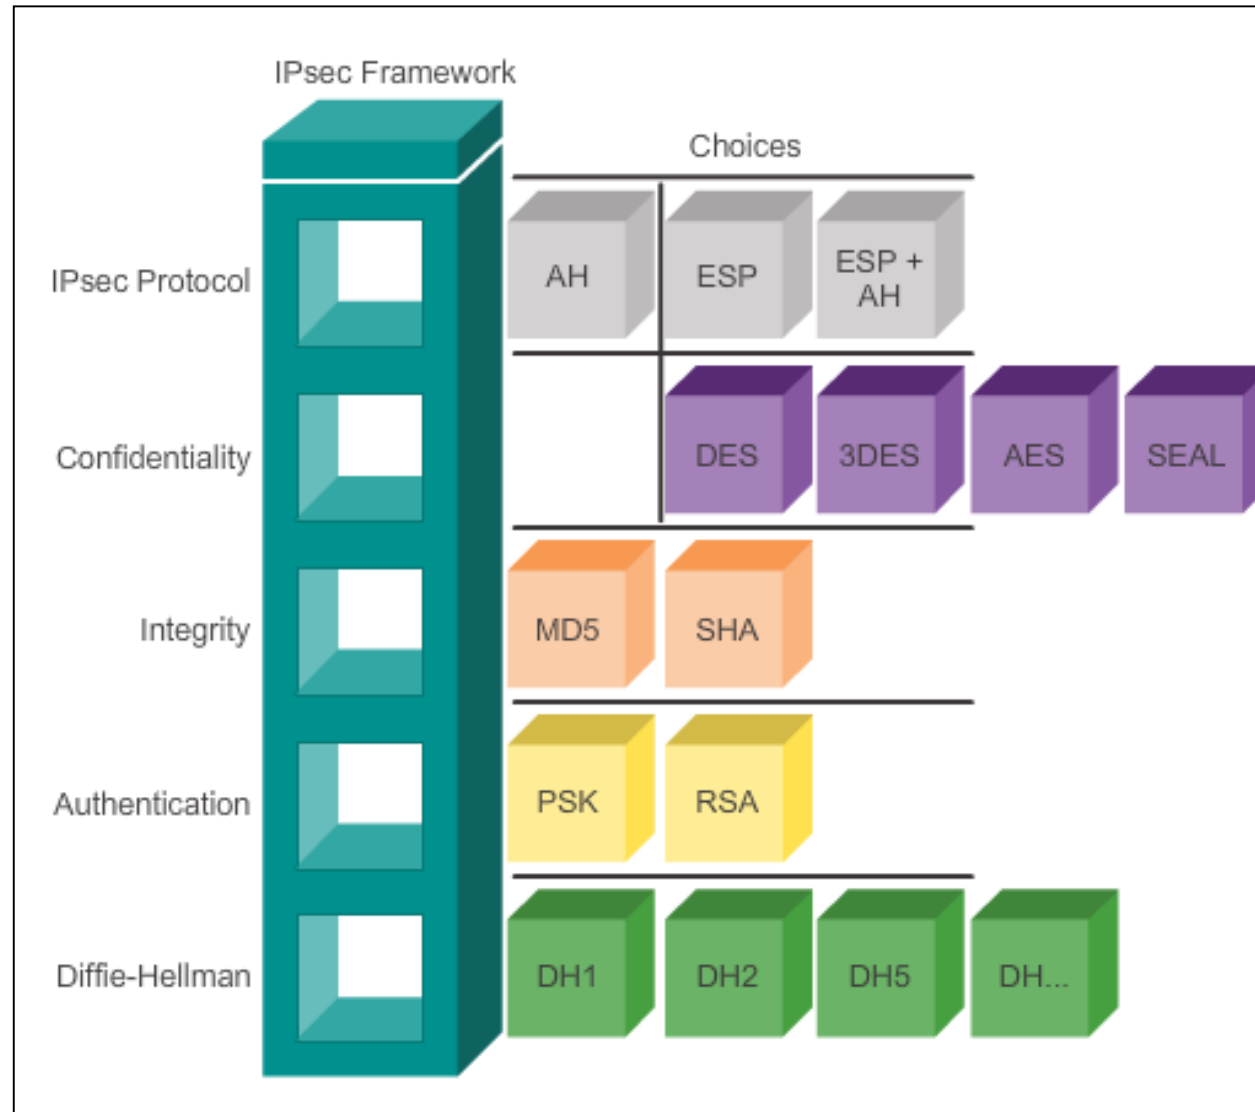 IPsec Framework
Choices
IPsec Protocol
AH
ESP
ESP +
AH
Confidentiality
DES
3DES
AES
SEAL
Integrity
MD5
SHA
Authentication
PSK
RSA
Diffie-Hellman
DH1
DH2
DH5
DH...